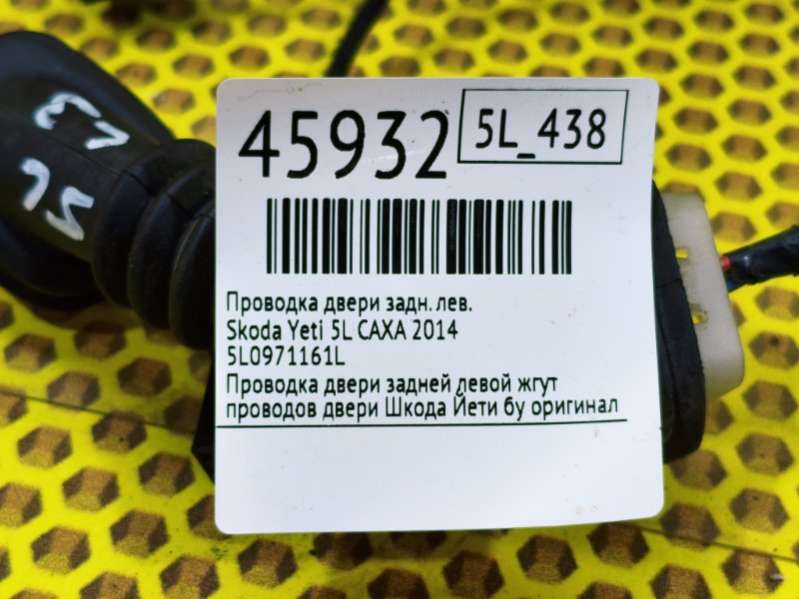 45932
5L_438
Проводка двери задн. лев.
Skoda Yeti 5L CAXA 2014
5L0971161L
Проводка двери задней левой жгут
проводов двери Шкода Йети бу оригинал